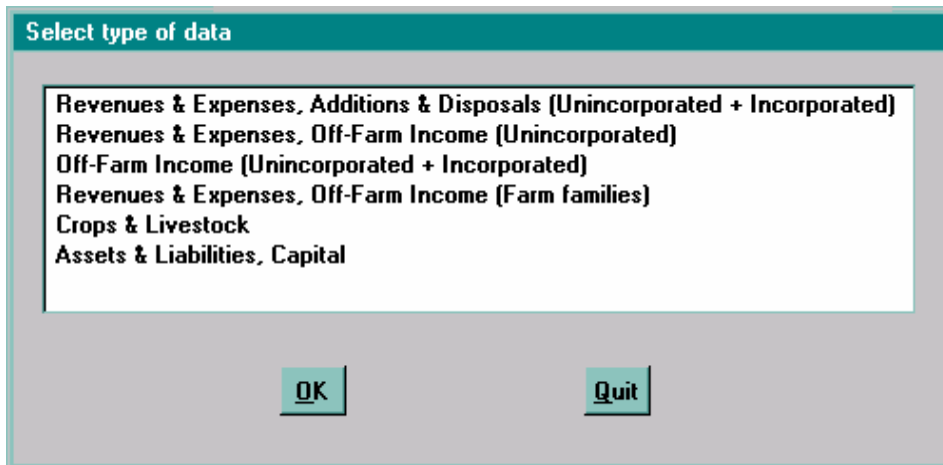 Select type of data
Revenues & Expenses, Additions & Disposals (Unincorporated + Incorporated)
Revenues & Expenses, Off-Farm Income (Unincorporated)
Off-Farm Income (Unincorporated + Incorporated)
Revenues & Expenses, Off-Farm Income (Farm families)
Crops & Livestock
Assets & Liabilities, Capital
OK
Quit